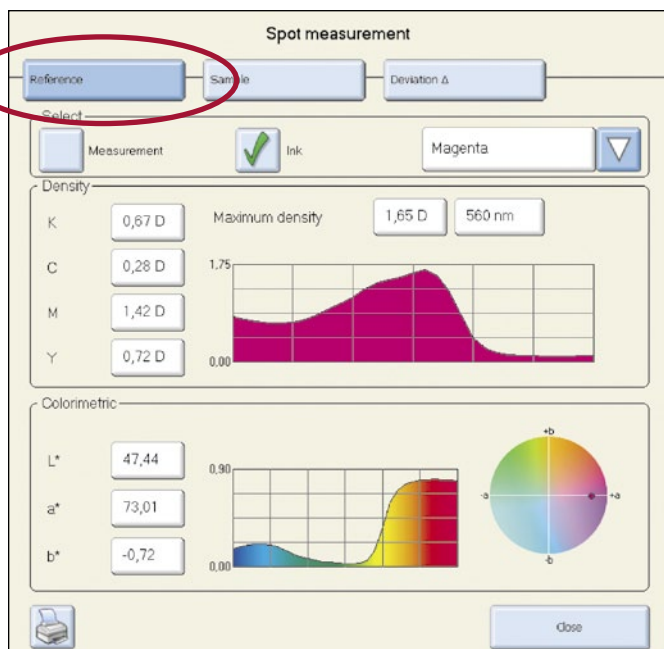 Spot measurement
Reference Sample Deviation Δ
Select
Measurement Ink Magenta
Density
K 0,67 D Maximum density 1,65 D 560 nm
C 0,28 D 1,75
M 1,42 D
Y 0,72 D 0,00
Colorimetric
+b
L* 47,44 0,90
a* 73,01 -a +a
b* -0,72 0,00 -b
Close